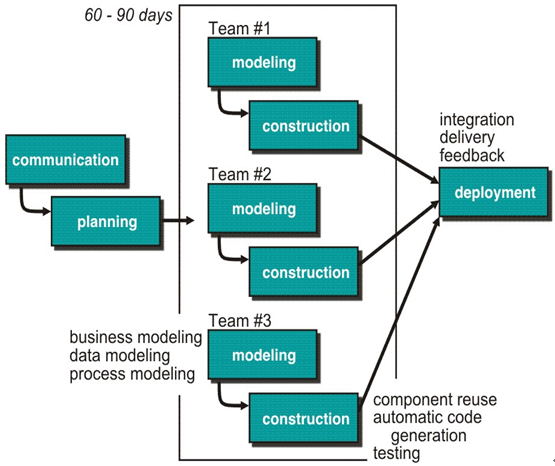 60 - 90 days
communication
planning
Team #1
modeling
construction
Team #2
modeling
construction
Team #3
modeling
construction
business modeling
data modeling
process modeling
component reuse
automatic code
generation
testing
integration
delivery
feedback
deployment